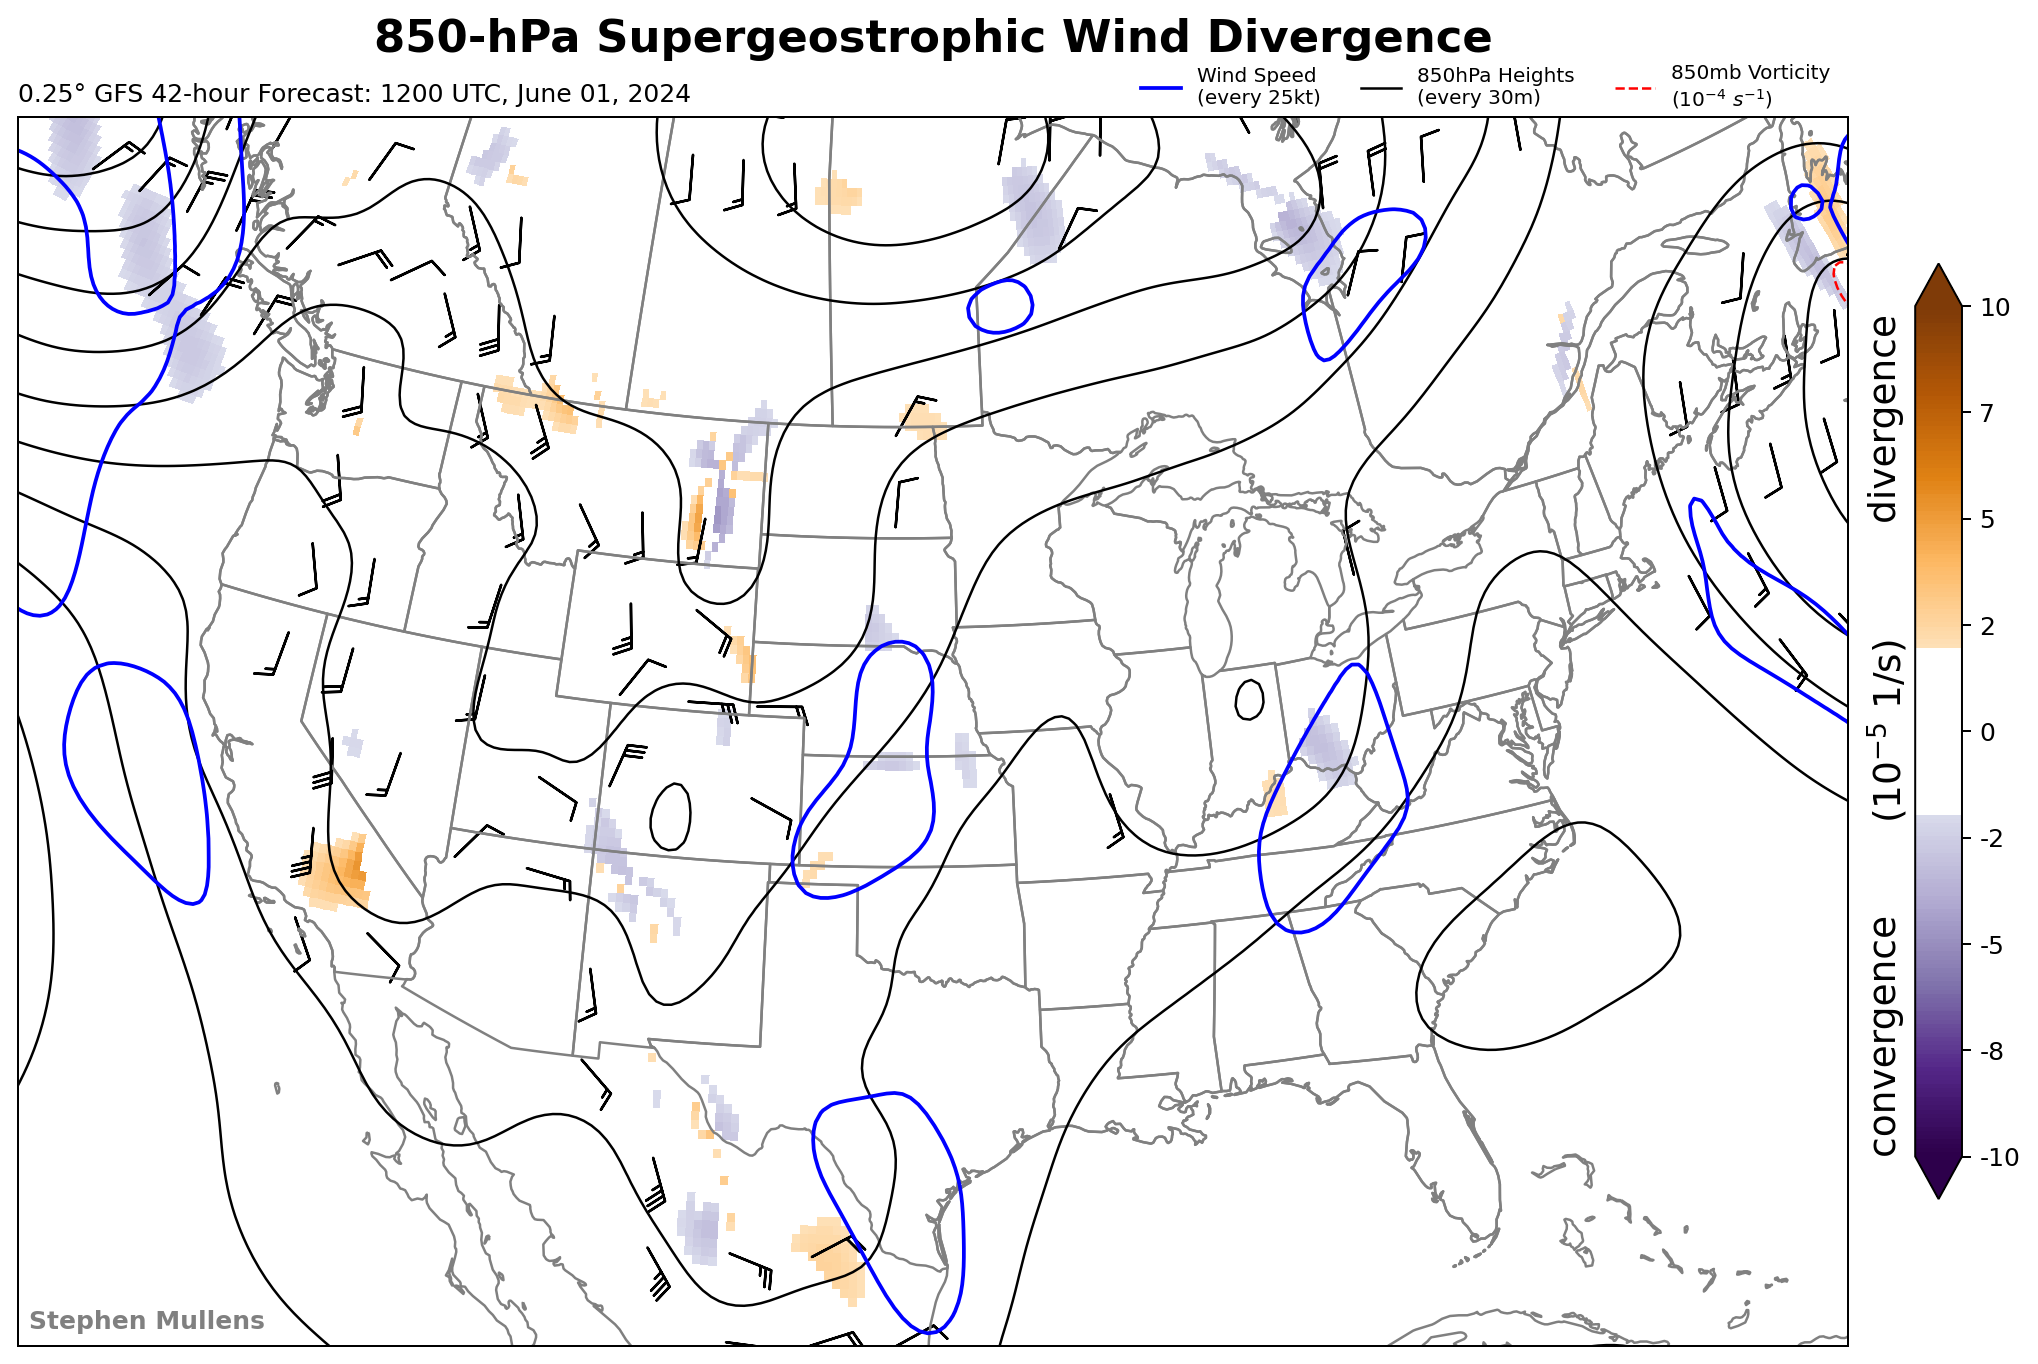 850-hPa Supergeostrophic Wind Divergence
0.25° GFS 42-hour Forecast: 1200 UTC, June 01, 2024
Wind Speed
(every 25kt)
850hPa Heights
(every 30m)
850mb Vorticity
(10⁻⁴ s⁻¹)
10
7
5
2
0
-2
-5
-8
-10
convergence (10⁻⁵ 1/s) divergence
Stephen Mullens